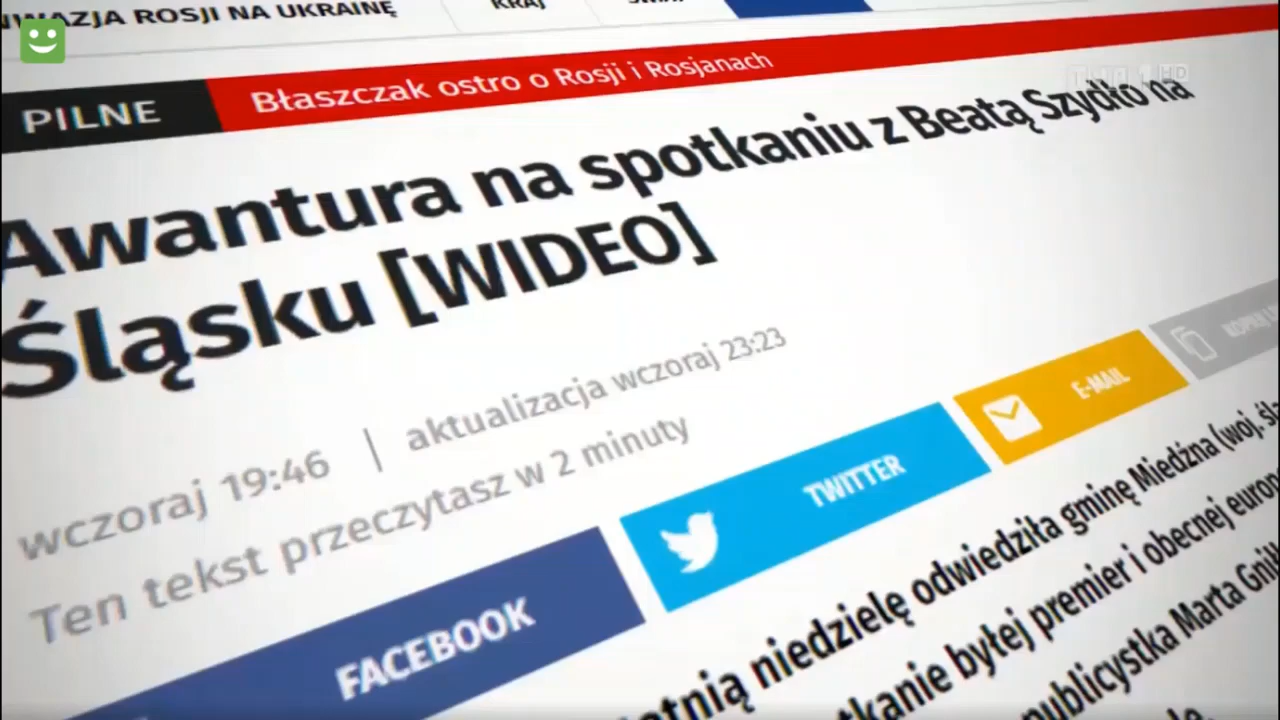 INWAZJA ROSJI NA UKRAINĘ
KRAJ
PILNE
Błaszczak ostro o Rosji i Rosjanach
Awantura na spotkaniu z Beatą Szydło na
Śląsku [WIDEO]
wczoraj 19:46 | aktualizacja wczoraj 23:23
Ten tekst przeczytasz w 2 minuty
FACEBOOK
TWITTER
E-MAIL
KOPIUJ
niedzielę odwiedziła gminę Miedźna (woj.
byłej premier i obecnej
publicystka Marta